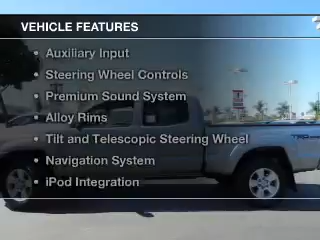 VEHICLE FEATURES
• Auxiliary Input
• Steering Wheel Controls
• Premium Sound System
• Alloy Rims
• Tilt and Telescopic Steering Wheel
• Navigation System
• iPod Integration